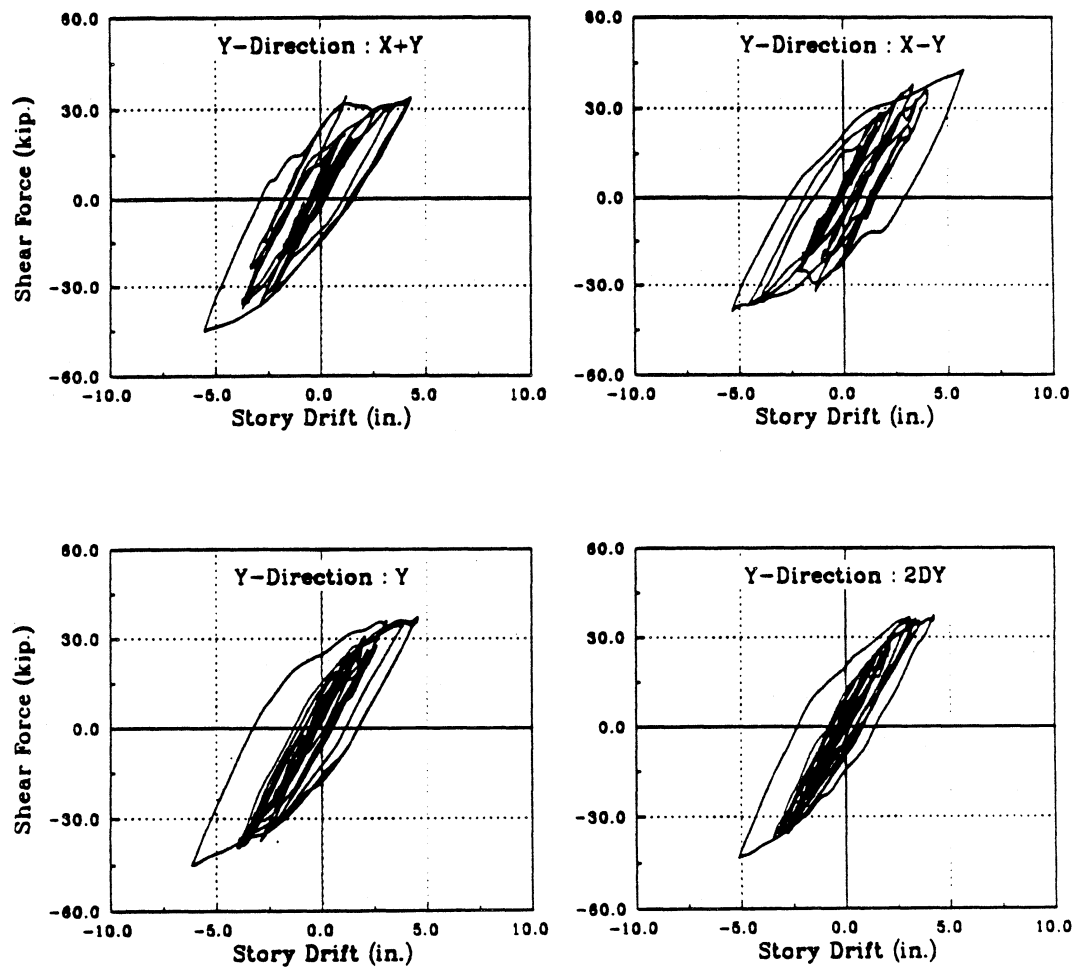 60.0
Y-Direction : X+Y
30.0
0.0
-30.0
-60.0
-10.0 -5.0 0.0 5.0 10.0
Story Drift (in.)
Shear Force (kip.)
60.0
Y-Direction : X-Y
30.0
0.0
-30.0
-60.0
-10.0 -5.0 0.0 5.0 10.0
Story Drift (in.)
60.0
Y-Direction : Y
30.0
0.0
-30.0
-60.0
-10.0 -5.0 0.0 5.0 10.0
Story Drift (in.)
Shear Force (kip.)
60.0
Y-Direction : 2DY
30.0
0.0
-30.0
-60.0
-10.0 -5.0 0.0 5.0 10.0
Story Drift (in.)